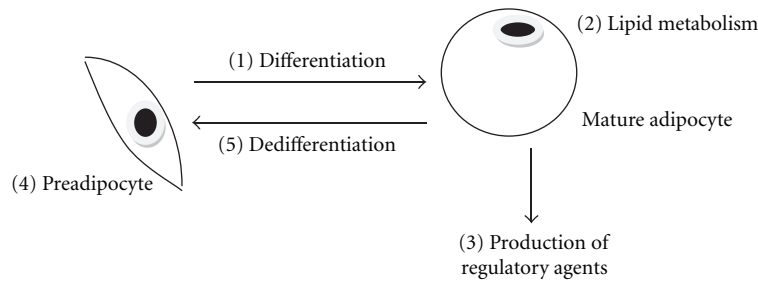 (1) Differentiation
(2) Lipid metabolism
Mature adipocyte
(5) Dedifferentiation
(4) Preadipocyte
(3) Production of
regulatory agents